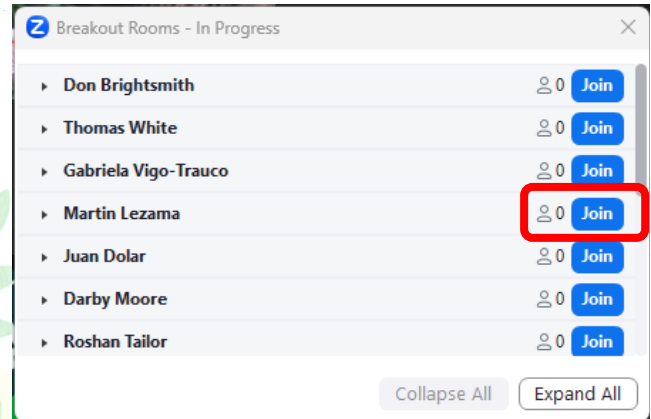 Breakout Rooms - In Progress
Don Brightsmith 0 Join
Thomas White 0 Join
Gabriela Vigo-Trauco 0 Join
Martin Lezama 0 Join
Juan Dolar 0 Join
Darby Moore 0 Join
Roshan Tailor 0 Join
Collapse All Expand All